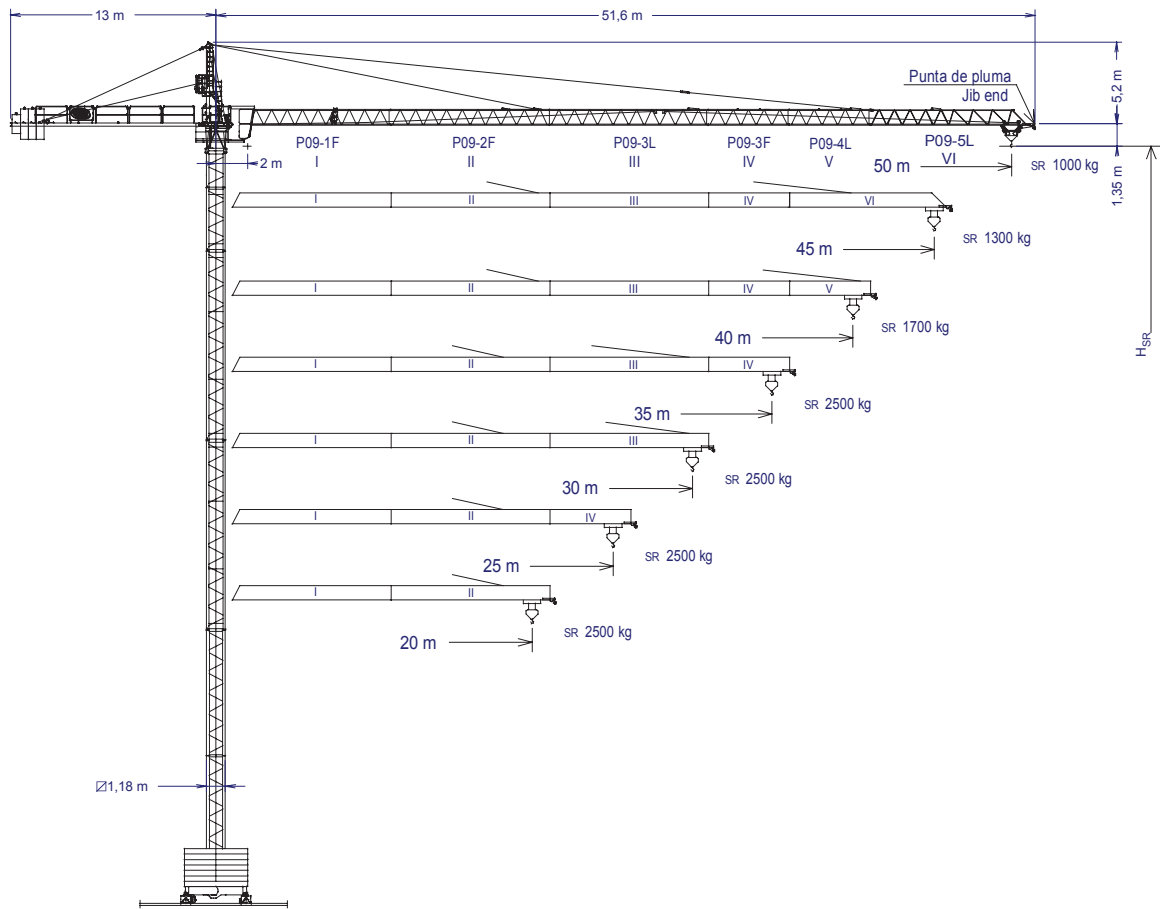 13 m
51,6 m
5,2 m
Punta de pluma
Jib end
P09-1F
P09-2F
P09-3L
P09-3F
P09-4L
P09-5L
I
II
III
IV
V
VI
2 m
50 m
SR 1000 kg
1,35 m
I
II
III
IV
VI
45 m
SR 1300 kg
I
II
III
IV
V
40 m
SR 1700 kg
HSR
I
II
III
IV
35 m
SR 2500 kg
I
II
III
30 m
SR 2500 kg
I
II
IV
25 m
SR 2500 kg
I
II
20 m
SR 2500 kg
1,18 m